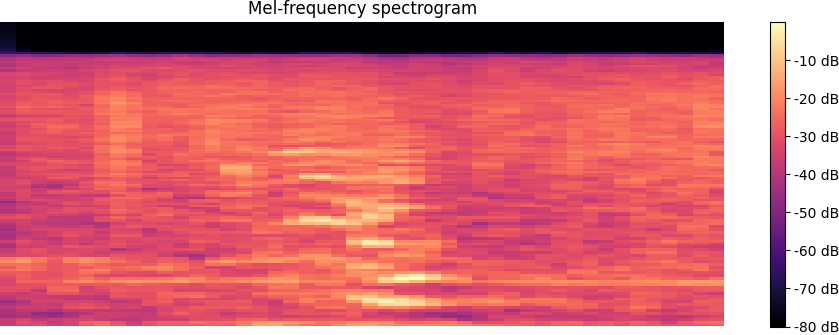 Mel-frequency spectrogram
-10 dB
-20 dB
-30 dB
-40 dB
-50 dB
-60 dB
-70 dB
-80 dB